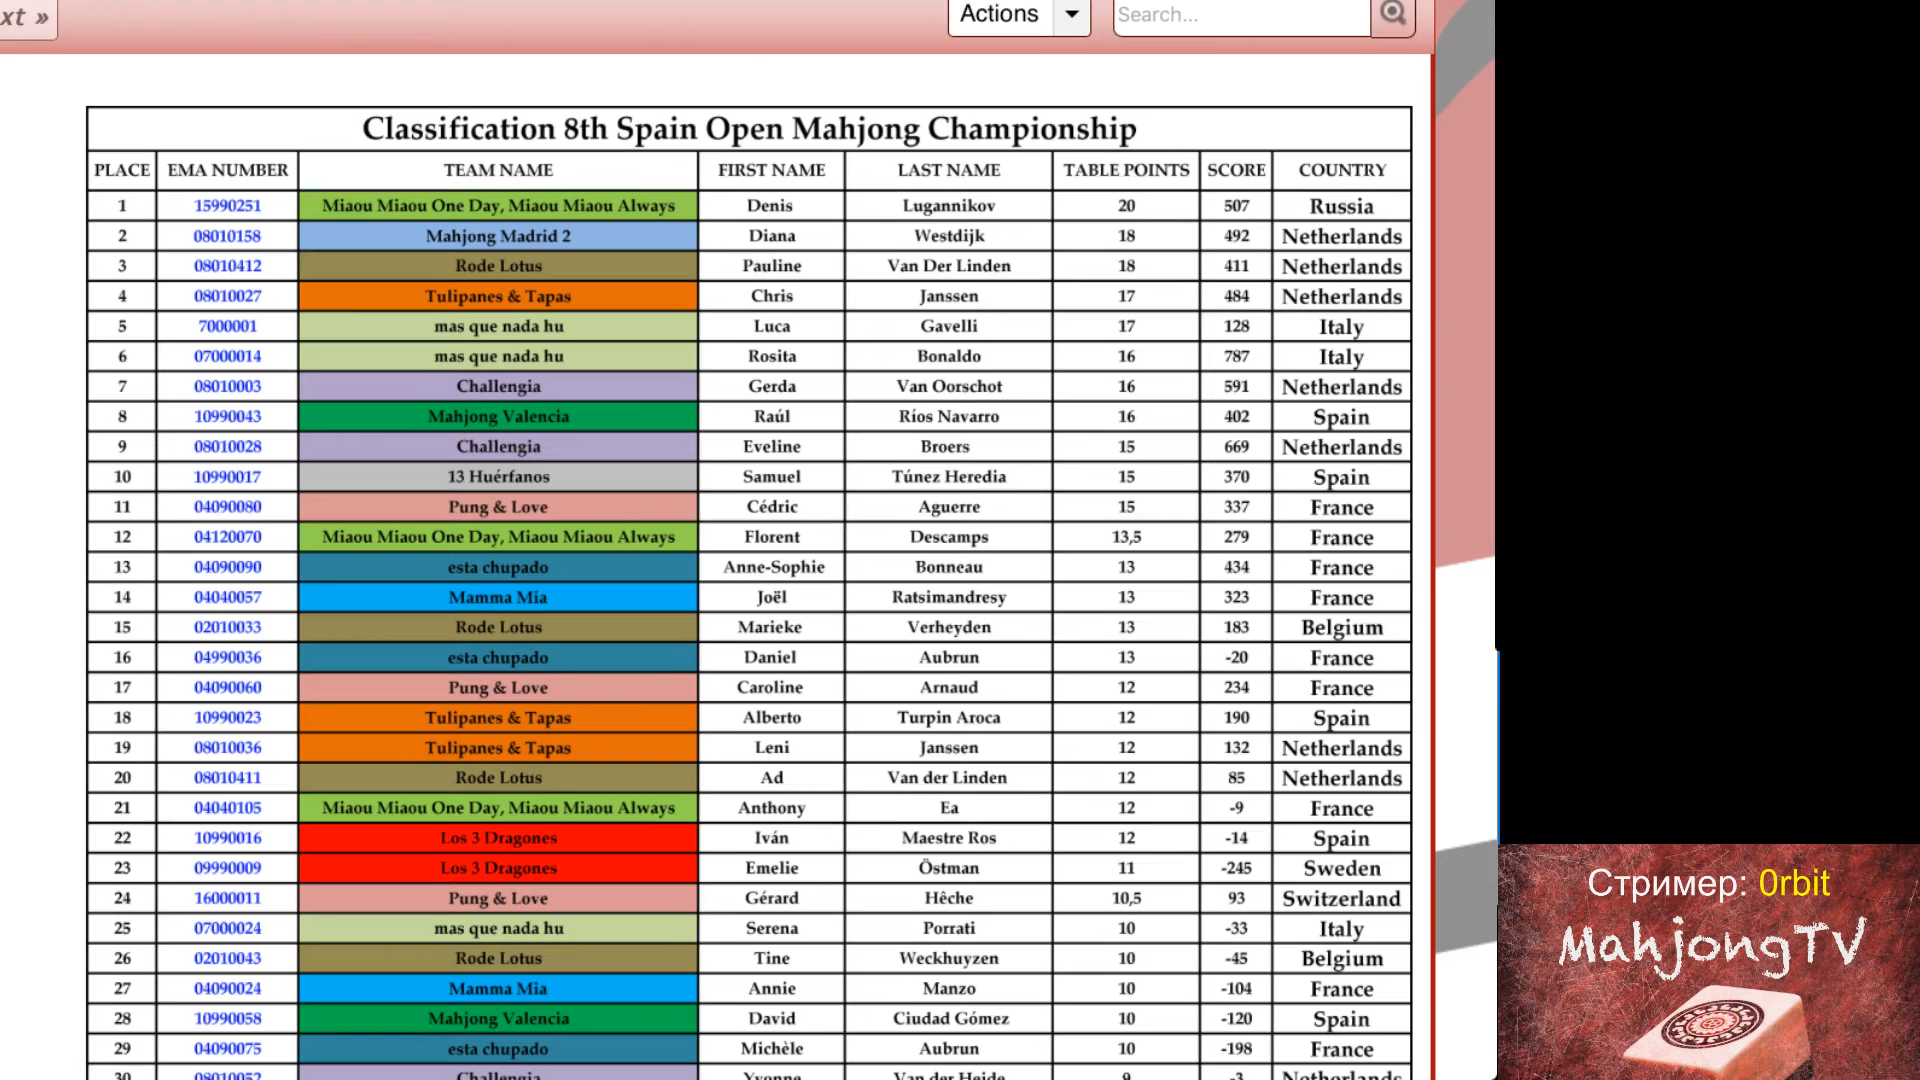 xt »
Actions
Search...
Classification 8th Spain Open Mahjong Championship
PLACE EMA NUMBER TEAM NAME FIRST NAME LAST NAME TABLE POINTS SCORE COUNTRY
1 15990251 Miaou Miaou One Day, Miaou Miaou Always Denis Lugannikov 20 507 Russia
2 08010158 Mahjong Madrid 2 Diana Westdijk 18 492 Netherlands
3 08010412 Rode Lotus Pauline Van Der Linden 18 411 Netherlands
4 08010027 Tulipanes & Tapas Chris Janssen 17 484 Netherlands
5 7000001 mas que nada hu Luca Gavelli 17 128 Italy
6 07000014 mas que nada hu Rosita Bonaldo 16 787 Italy
7 08010003 Challengia Gerda Van Oorschot 16 591 Netherlands
8 10990043 Mahjong Valencia Raúl Ríos Navarro 16 402 Spain
9 08010028 Challengia Eveline Broers 15 669 Netherlands
10 10990017 13 Huérfanos Samuel Túnez Heredia 15 370 Spain
11 04090080 Pung & Love Cédric Aguerre 15 337 France
12 04120070 Miaou Miaou One Day, Miaou Miaou Always Florent Descamps 13,5 279 France
13 04090090 esta chupado Anne-Sophie Bonneau 13 434 France
14 04040057 Mamma Mia Joël Ratsimandresy 13 323 France
15 02010033 Rode Lotus Marieke Verheyden 13 183 Belgium
16 04990036 esta chupado Daniel Aubrun 13 -20 France
17 04090060 Pung & Love Caroline Arnaud 12 234 France
18 10990023 Tulipanes & Tapas Alberto Turpin Aroca 12 190 Spain
19 08010036 Tulipanes & Tapas Leni Janssen 12 132 Netherlands
20 08010411 Rode Lotus Ad Van der Linden 12 85 Netherlands
21 04040105 Miaou Miaou One Day, Miaou Miaou Always Anthony Ea 12 -9 France
22 10990016 Los 3 Dragones Iván Maestre Ros 12 -14 Spain
23 09990009 Los 3 Dragones Emelie Östman 11 -245 Sweden
24 16000011 Pung & Love Gérard Hêche 10,5 93 Switzerland
25 07000024 mas que nada hu Serena Porrati 10 -33 Italy
26 02010043 Rode Lotus Tine Weckhuyzen 10 -45 Belgium
27 04090024 Mamma Mia Annie Manzo 10 -104 France
28 10990058 Mahjong Valencia David Ciudad Gómez 10 -120 Spain
29 04090075 esta chupado Michèle Aubrun 10 -198 France
30 08010052 Challengia Yvonne Van der Heide 9 -3 Netherlands
Стример: 0rbit
MahjongTV